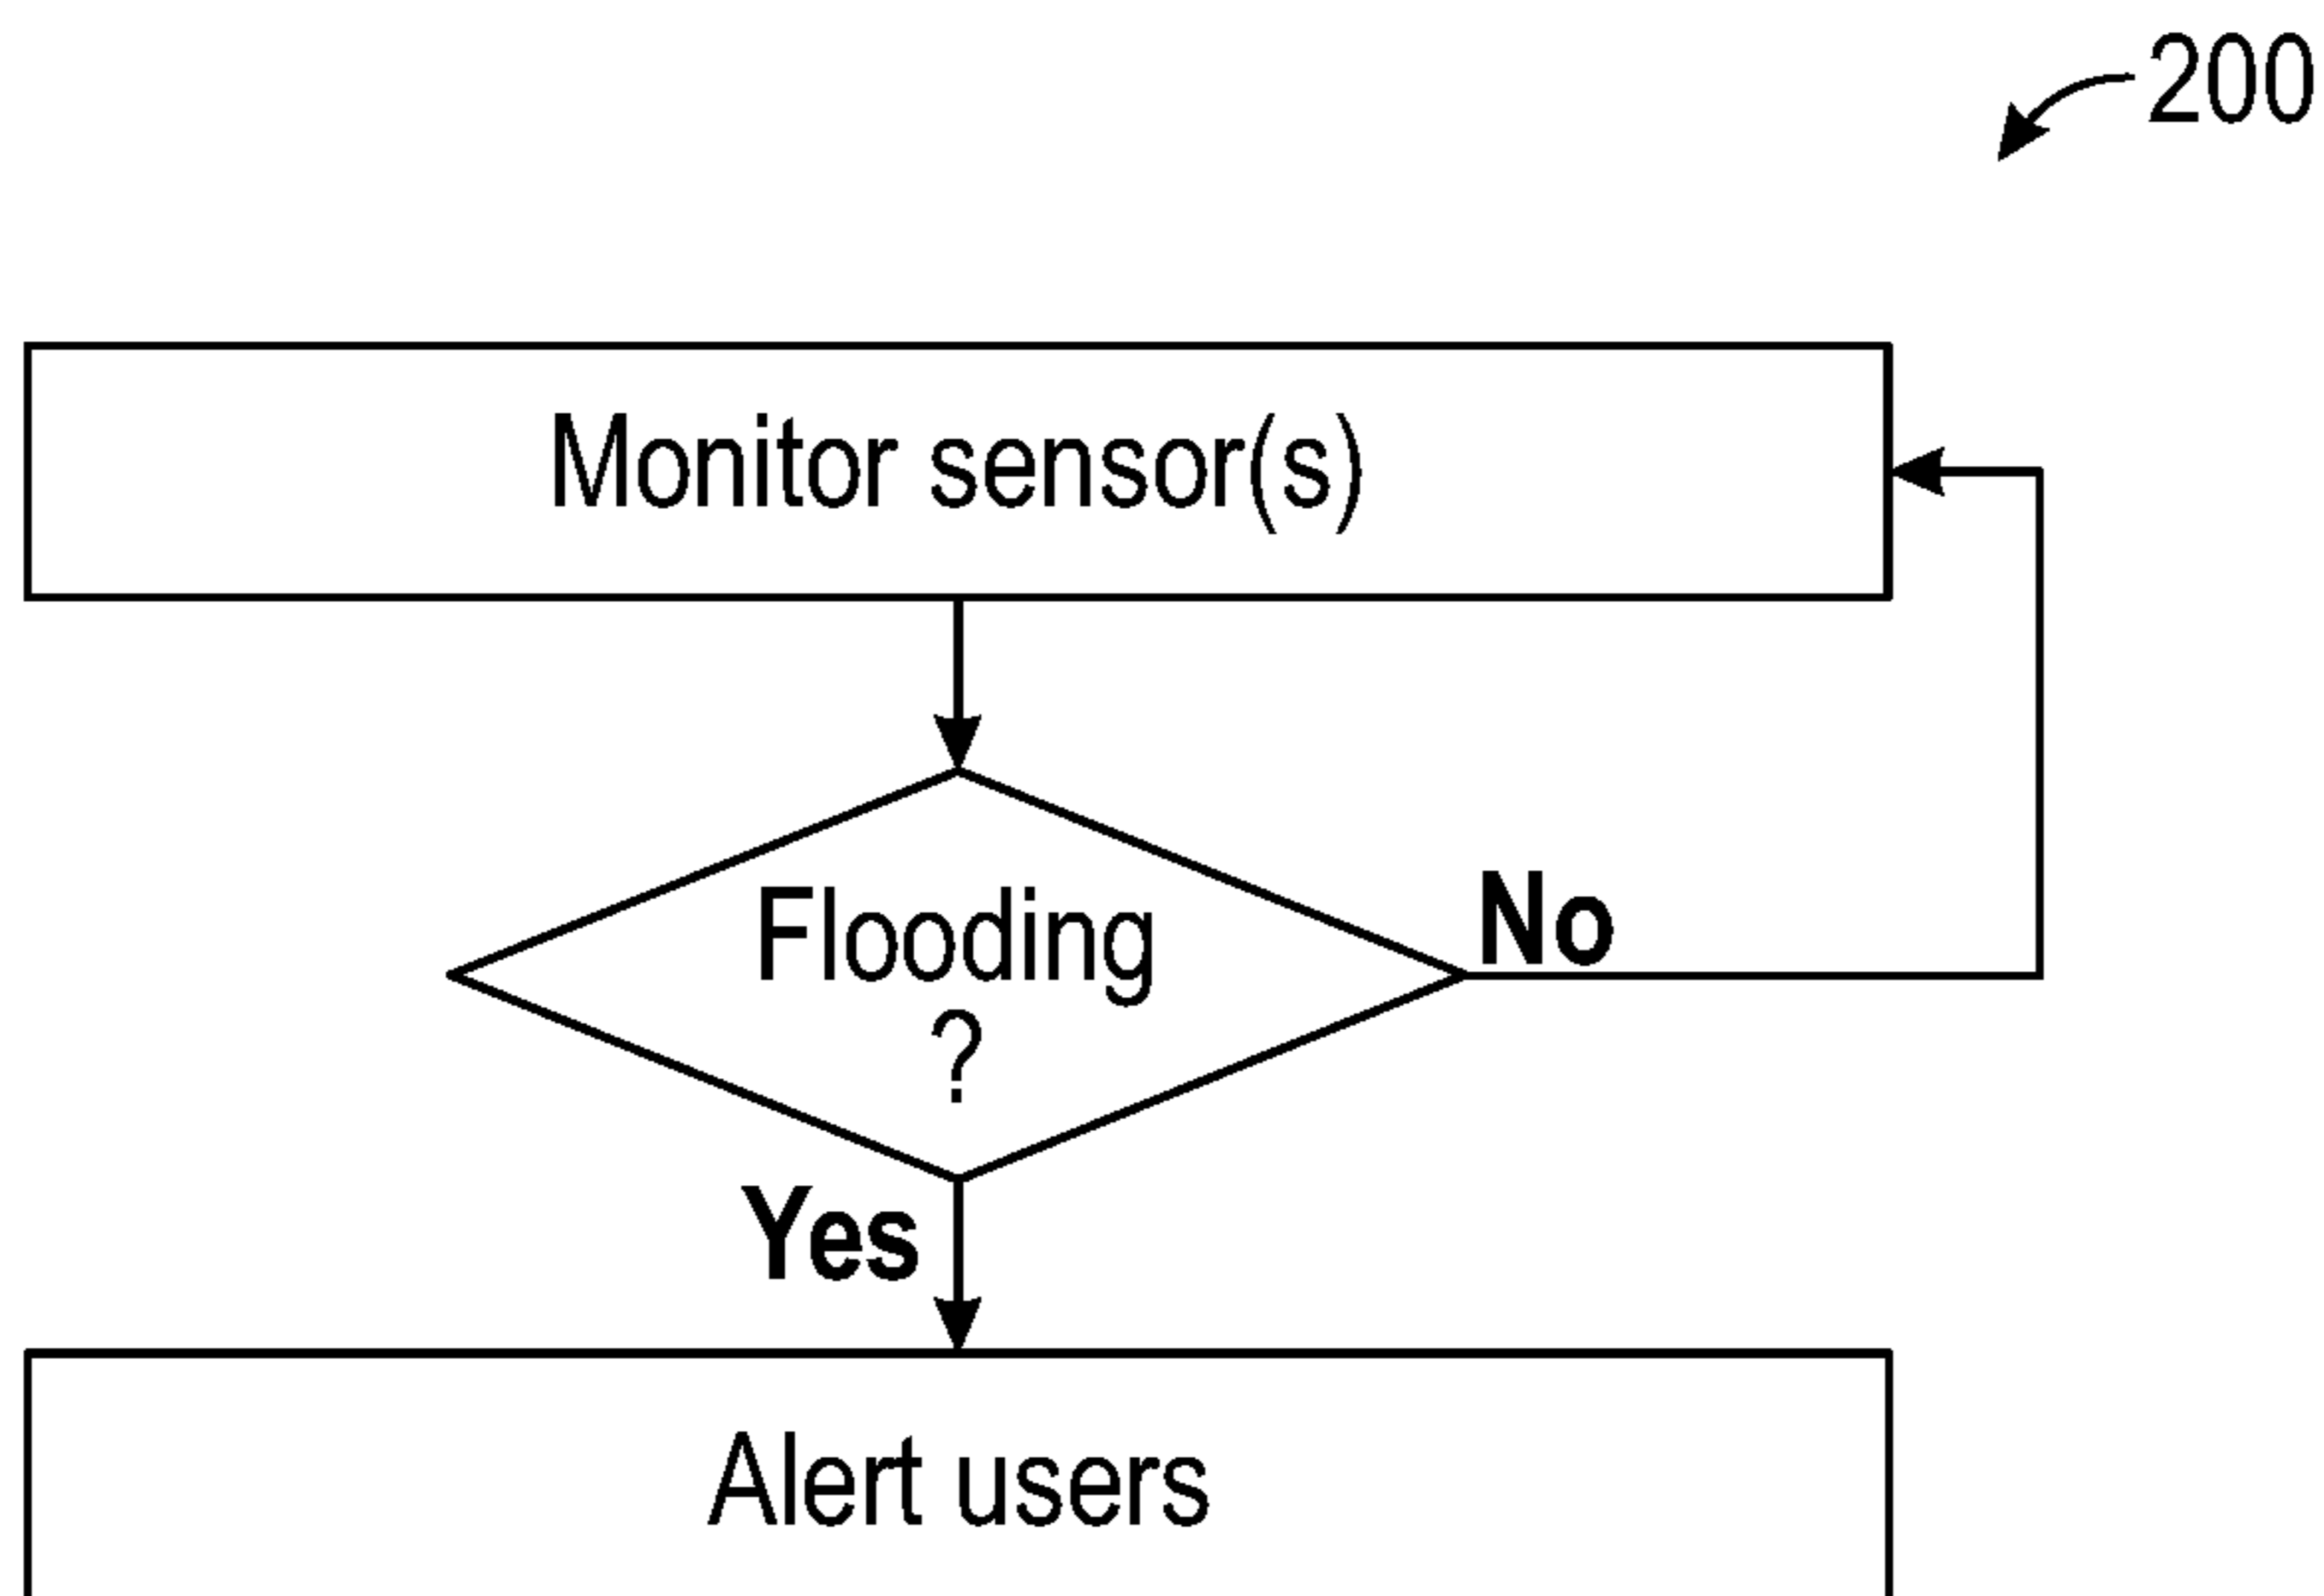 200
Monitor sensor(s)
Flooding
?
No
Yes
Alert users